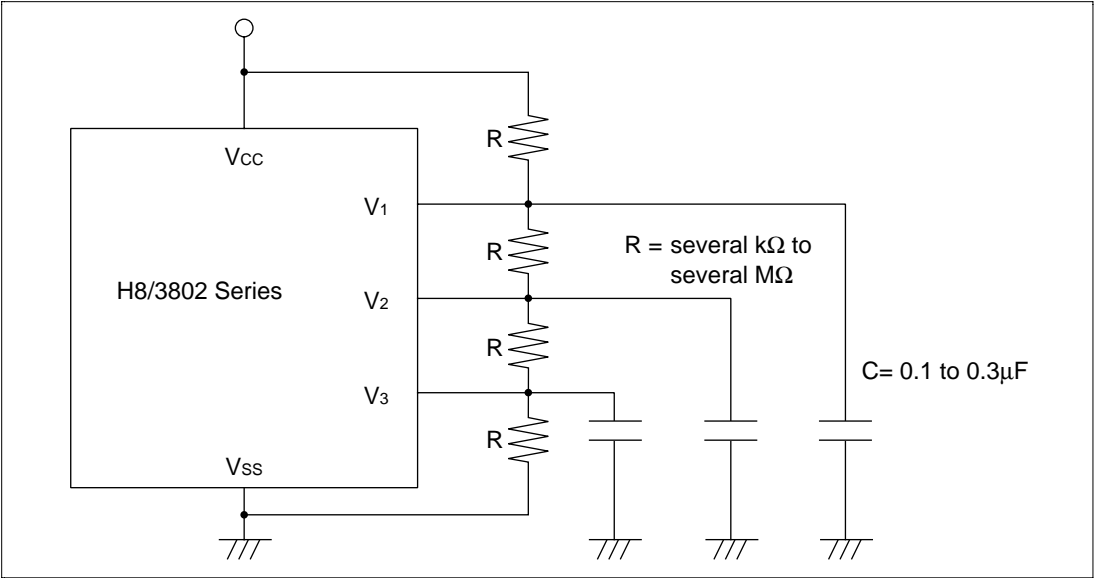 VCC
R
V1
R
R = several kΩ to
several MΩ
H8/3802 Series
V2
R
C= 0.1 to 0.3μF
V3
R
VSS